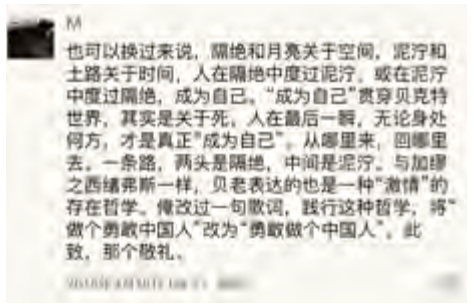 M
也可以换过来说，隔绝和月亮关于空间，泥泞和
土路关于时间，人在隔绝中度过泥泞，或在泥泞
中度过隔绝，成为自己。“成为自己”贯穿贝克特
世界，其实是关于死，人在最后一瞬，无论身处
何方，才是真正“成为自己”。从哪里来，回哪里
去。一条路，两头是隔绝，中间是泥泞。与加缪
之西绪弗斯一样，贝老表达的也是一种“激情”的
存在哲学。俺改过一句歌词，践行这种哲学，将“
做个勇敢中国人”改为“勇敢做个中国人”，此
致，那个敬礼。